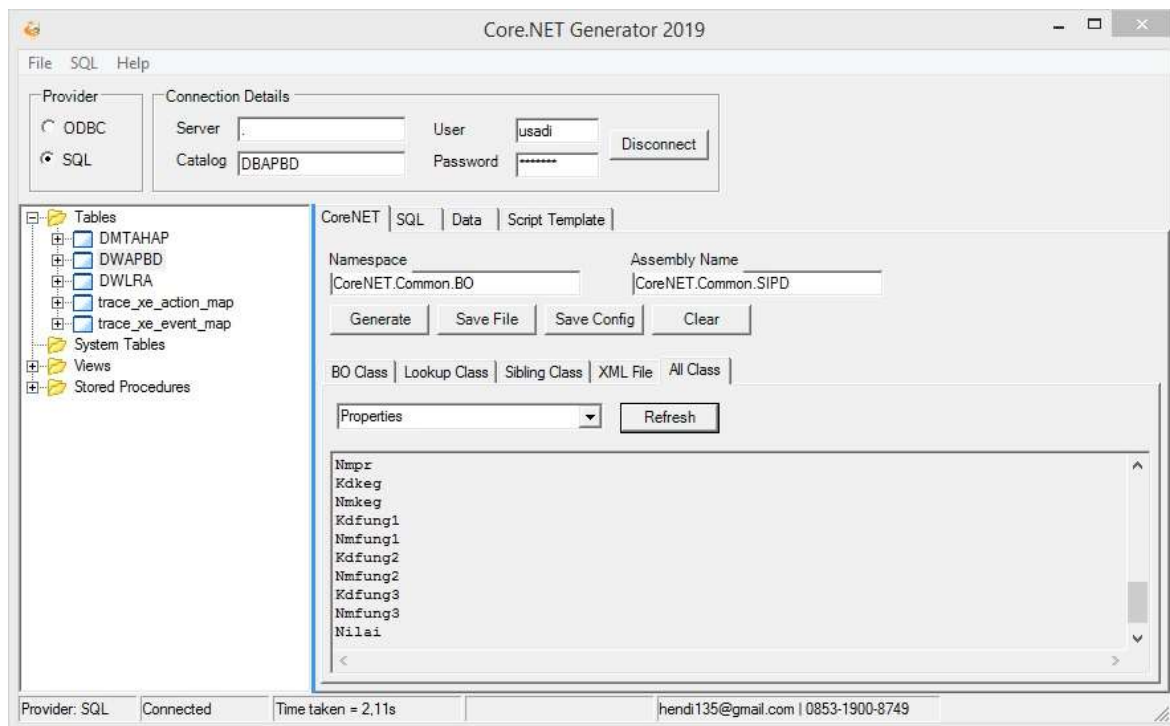 Core.NET Generator 2019
File SQL Help
Provider
ODBC
SQL
Connection Details
Server .
Catalog DBAPBD
User usadi
Password *******
Disconnect
Tables
DMTAHAP
DWAPBD
DWLRA
trace_xe_action_map
trace_xe_event_map
System Tables
Views
Stored Procedures
CoreNET SQL Data Script Template
Namespace
CoreNET.Common.BO
Assembly Name
CoreNET.Common.SIPD
Generate Save File Save Config Clear
BO Class Lookup Class Sibling Class XML File All Class
Properties Refresh
Nmpr
Kdkeg
Nmkeg
Kdfung1
Nmfung1
Kdfung2
Nmfung2
Kdfung3
Nmfung3
Nilai
Provider: SQL Connected Time taken = 2,11s hendi135@gmail.com | 0853-1900-8749